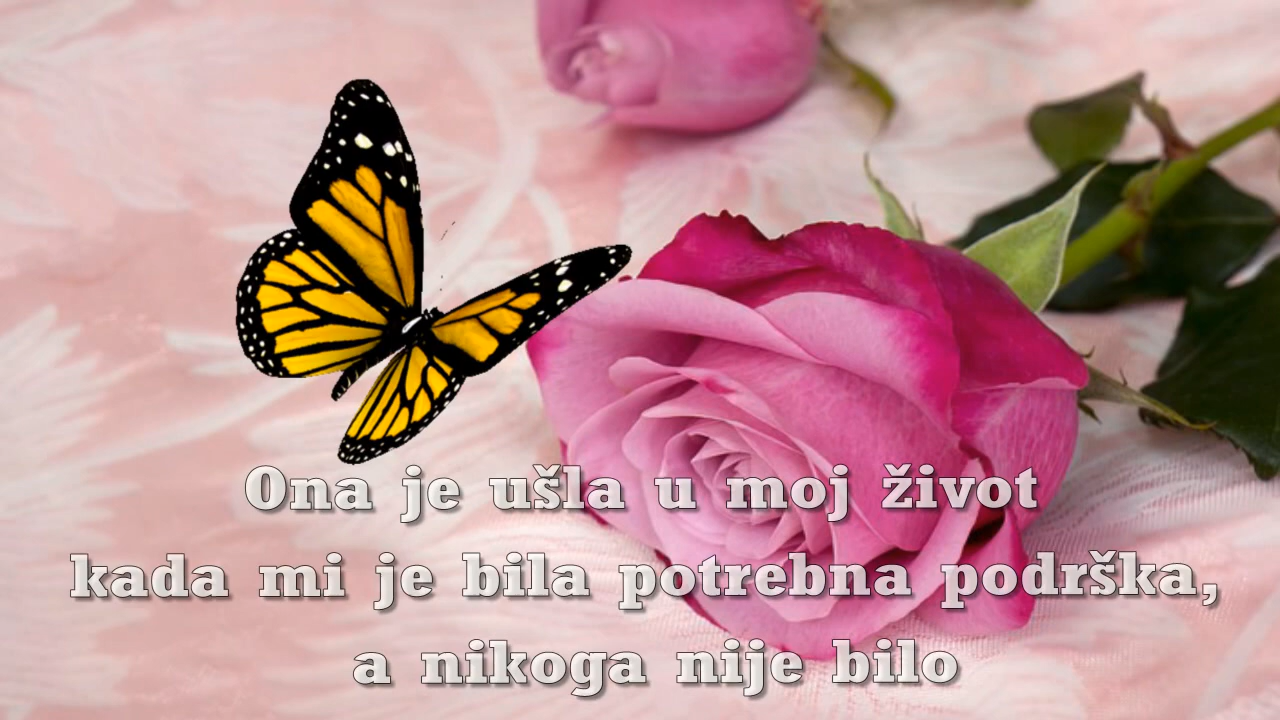 Ona je ušla u moj život
kada mi je bila potrebna podrška,
a nikoga nije bilo